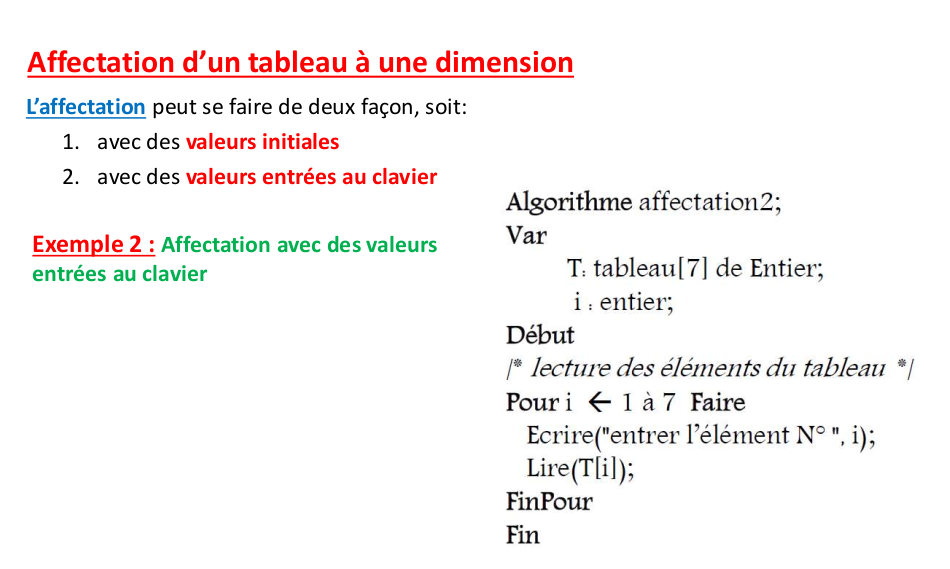 Affectation d’un tableau à une dimension
L’affectation peut se faire de deux façon, soit:
1. avec des valeurs initiales
2. avec des valeurs entrées au clavier
Exemple 2 : Affectation avec des valeurs
entrées au clavier
Algorithme affectation2;
Var
T: tableau[7] de Entier;
i : entier;
Début
/* lecture des éléments du tableau */
Pour i ← 1 à 7 Faire
Ecrire("entrer l’élément N° ", i);
Lire(T[i]);
FinPour
Fin